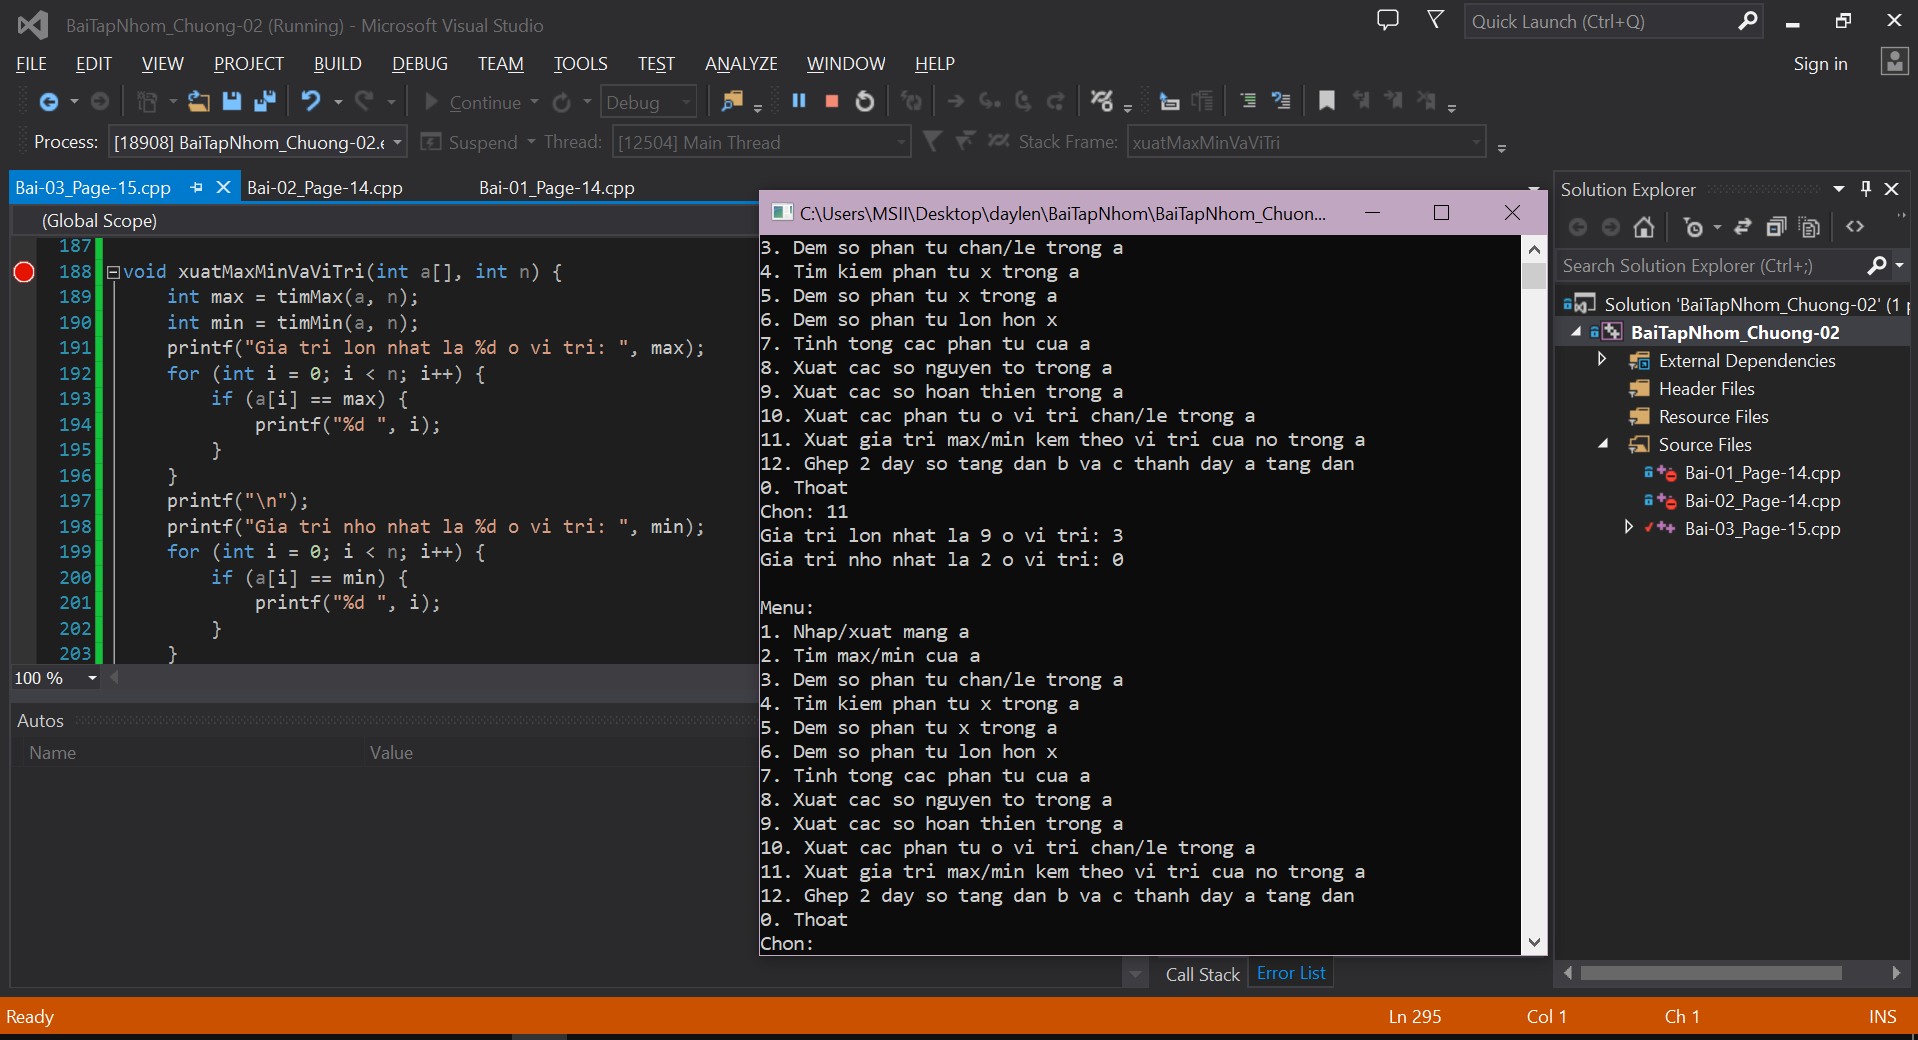 BaiTapNhom_Chuong-02 (Running) - Microsoft Visual Studio
Quick Launch (Ctrl+Q)
FILE EDIT VIEW PROJECT BUILD DEBUG TEAM TOOLS TEST ANALYZE WINDOW HELP
Sign in
Continue
Debug
Process: [18908] BaiTapNhom_Chuong-02.e
Suspend
Thread: [12504] Main Thread
Stack Frame: xuatMaxMinVaViTri
Bai-03_Page-15.cpp
Bai-02_Page-14.cpp
Bai-01_Page-14.cpp
(Global Scope)
187
188 void xuatMaxMinVaViTri(int a[], int n) {
189 int max = timMax(a, n);
190 int min = timMin(a, n);
191 printf("Gia tri lon nhat la %d o vi tri: ", max);
192 for (int i = 0; i < n; i++) {
193 if (a[i] == max) {
194 printf("%d ", i);
195 }
196 }
197 printf("\n");
198 printf("Gia tri nho nhat la %d o vi tri: ", min);
199 for (int i = 0; i < n; i++) {
200 if (a[i] == min) {
201 printf("%d ", i);
202 }
203 }
100 %
Autos
Name Value
C:\Users\MSII\Desktop\daylen\BaiTapNhom\BaiTapNhom_Chuon...
3. Dem so phan tu chan/le trong a
4. Tim kiem phan tu x trong a
5. Dem so phan tu x trong a
6. Dem so phan tu lon hon x
7. Tinh tong cac phan tu cua a
8. Xuat cac so nguyen to trong a
9. Xuat cac so hoan thien trong a
10. Xuat cac phan tu o vi tri chan/le trong a
11. Xuat gia tri max/min kem theo vi tri cua no trong a
12. Ghep 2 day so tang dan b va c thanh day a tang dan
0. Thoat
Chon: 11
Gia tri lon nhat la 9 o vi tri: 3
Gia tri nho nhat la 2 o vi tri: 0
Menu:
1. Nhap/xuat mang a
2. Tim max/min cua a
3. Dem so phan tu chan/le trong a
4. Tim kiem phan tu x trong a
5. Dem so phan tu x trong a
6. Dem so phan tu lon hon x
7. Tinh tong cac phan tu cua a
8. Xuat cac so nguyen to trong a
9. Xuat cac so hoan thien trong a
10. Xuat cac phan tu o vi tri chan/le trong a
11. Xuat gia tri max/min kem theo vi tri cua no trong a
12. Ghep 2 day so tang dan b va c thanh day a tang dan
0. Thoat
Chon:
Call Stack
Error List
Solution Explorer
Search Solution Explorer (Ctrl+;)
Solution 'BaiTapNhom_Chuong-02' (1 p
BaiTapNhom_Chuong-02
External Dependencies
Header Files
Resource Files
Source Files
Bai-01_Page-14.cpp
Bai-02_Page-14.cpp
Bai-03_Page-15.cpp
Ready
Ln 295 Col 1 Ch 1 INS